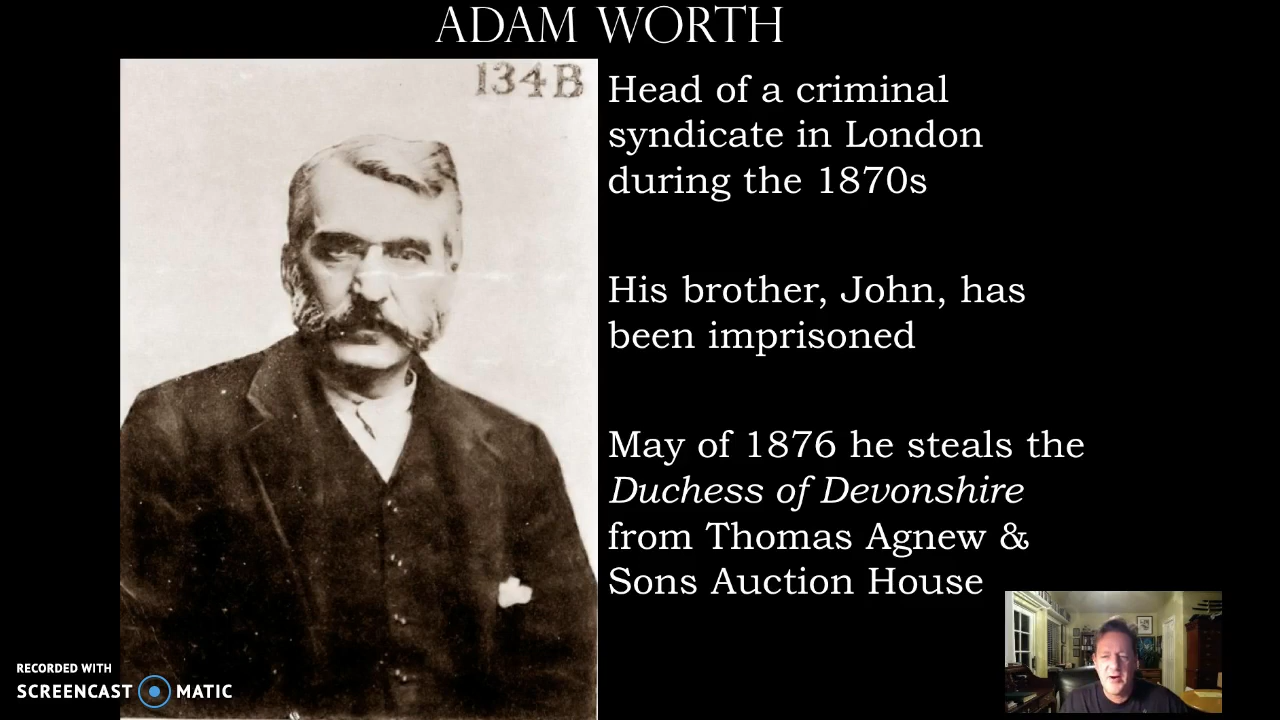 ADAM WORTH
134B
Head of a criminal
syndicate in London
during the 1870s
His brother, John, has
been imprisoned
May of 1876 he steals the
Duchess of Devonshire
from Thomas Agnew &
Sons Auction House
RECORDED WITH
SCREENCAST MATIC